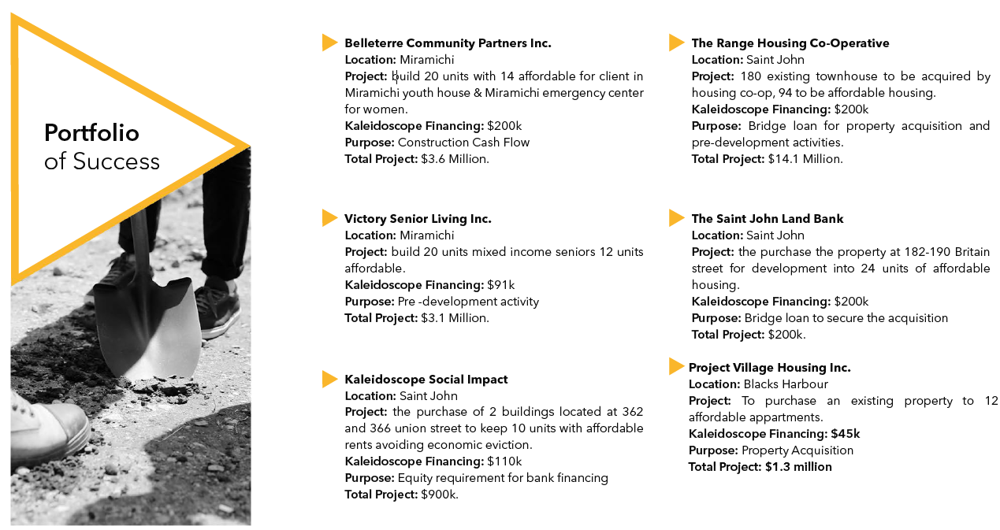 Portfolio
of Success
Belleterre Community Partners Inc.
Location: Miramichi
Project: build 20 units with 14 affordable for client in
Miramichi youth house & Miramichi emergency center
for women.
Kaleidoscope Financing: $200k
Purpose: Construction Cash Flow
Total Project: $3.6 Million.
Victory Senior Living Inc.
Location: Miramichi
Project: build 20 units mixed income seniors 12 units
affordable.
Kaleidoscope Financing: $91k
Purpose: Pre -development activity
Total Project: $3.1 Million.
Kaleidoscope Social Impact
Location: Saint John
Project: the purchase of 2 buildings located at 362
and 366 union street to keep 10 units with affordable
rents avoiding economic eviction.
Kaleidoscope Financing: $110k
Purpose: Equity requirement for bank financing
Total Project: $900k.
The Range Housing Co-Operative
Location: Saint John
Project: 180 existing townhouse to be acquired by
housing co-op, 94 to be affordable housing.
Kaleidoscope Financing: $200k
Purpose: Bridge loan for property acquisition and
pre-development activities.
Total Project: $14.1 Million.
The Saint John Land Bank
Location: Saint John
Project: the purchase the property at 182-190 Britain
street for development into 24 units of affordable
housing.
Kaleidoscope Financing: $200k
Purpose: Bridge loan to secure the acquisition
Total Project: $200k.
Project Village Housing Inc.
Location: Blacks Harbour
Project: To purchase an existing property to 12
affordable appartments.
Kaleidoscope Financing: $45k
Purpose: Property Acquisition
Total Project: $1.3 million